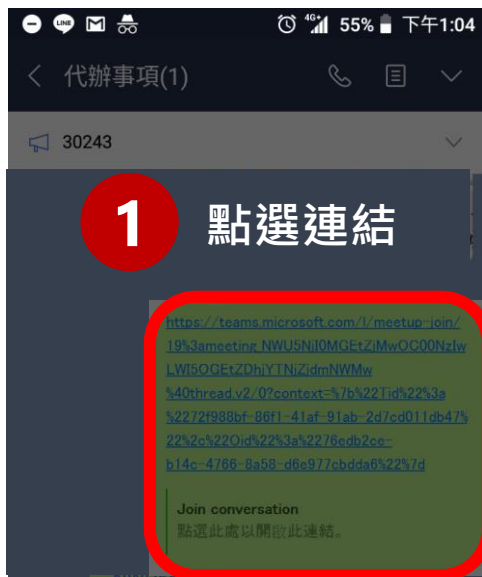 LINE
4G+ 55% 下午1:04
代辦事項(1)
30243
1 點選連結
https://teams.microsoft.com/l/meetup-join/
19%3ameeting_NWU5NjI0MGEtZjMwOC00NzIw
LWI5OGEtZDhjYTNjZidmNWMw
%40thread.v2/0?context=%7b%22Tid%22%3a
%2272f988bf-86f1-41af-91ab-2d7cd011db47%
22%2c%22Oid%22%3a%2276edb2ce-
b14c-4766-8a58-d6e977cbdda6%22%7d
Join conversation
點選此處以開啟此連結。